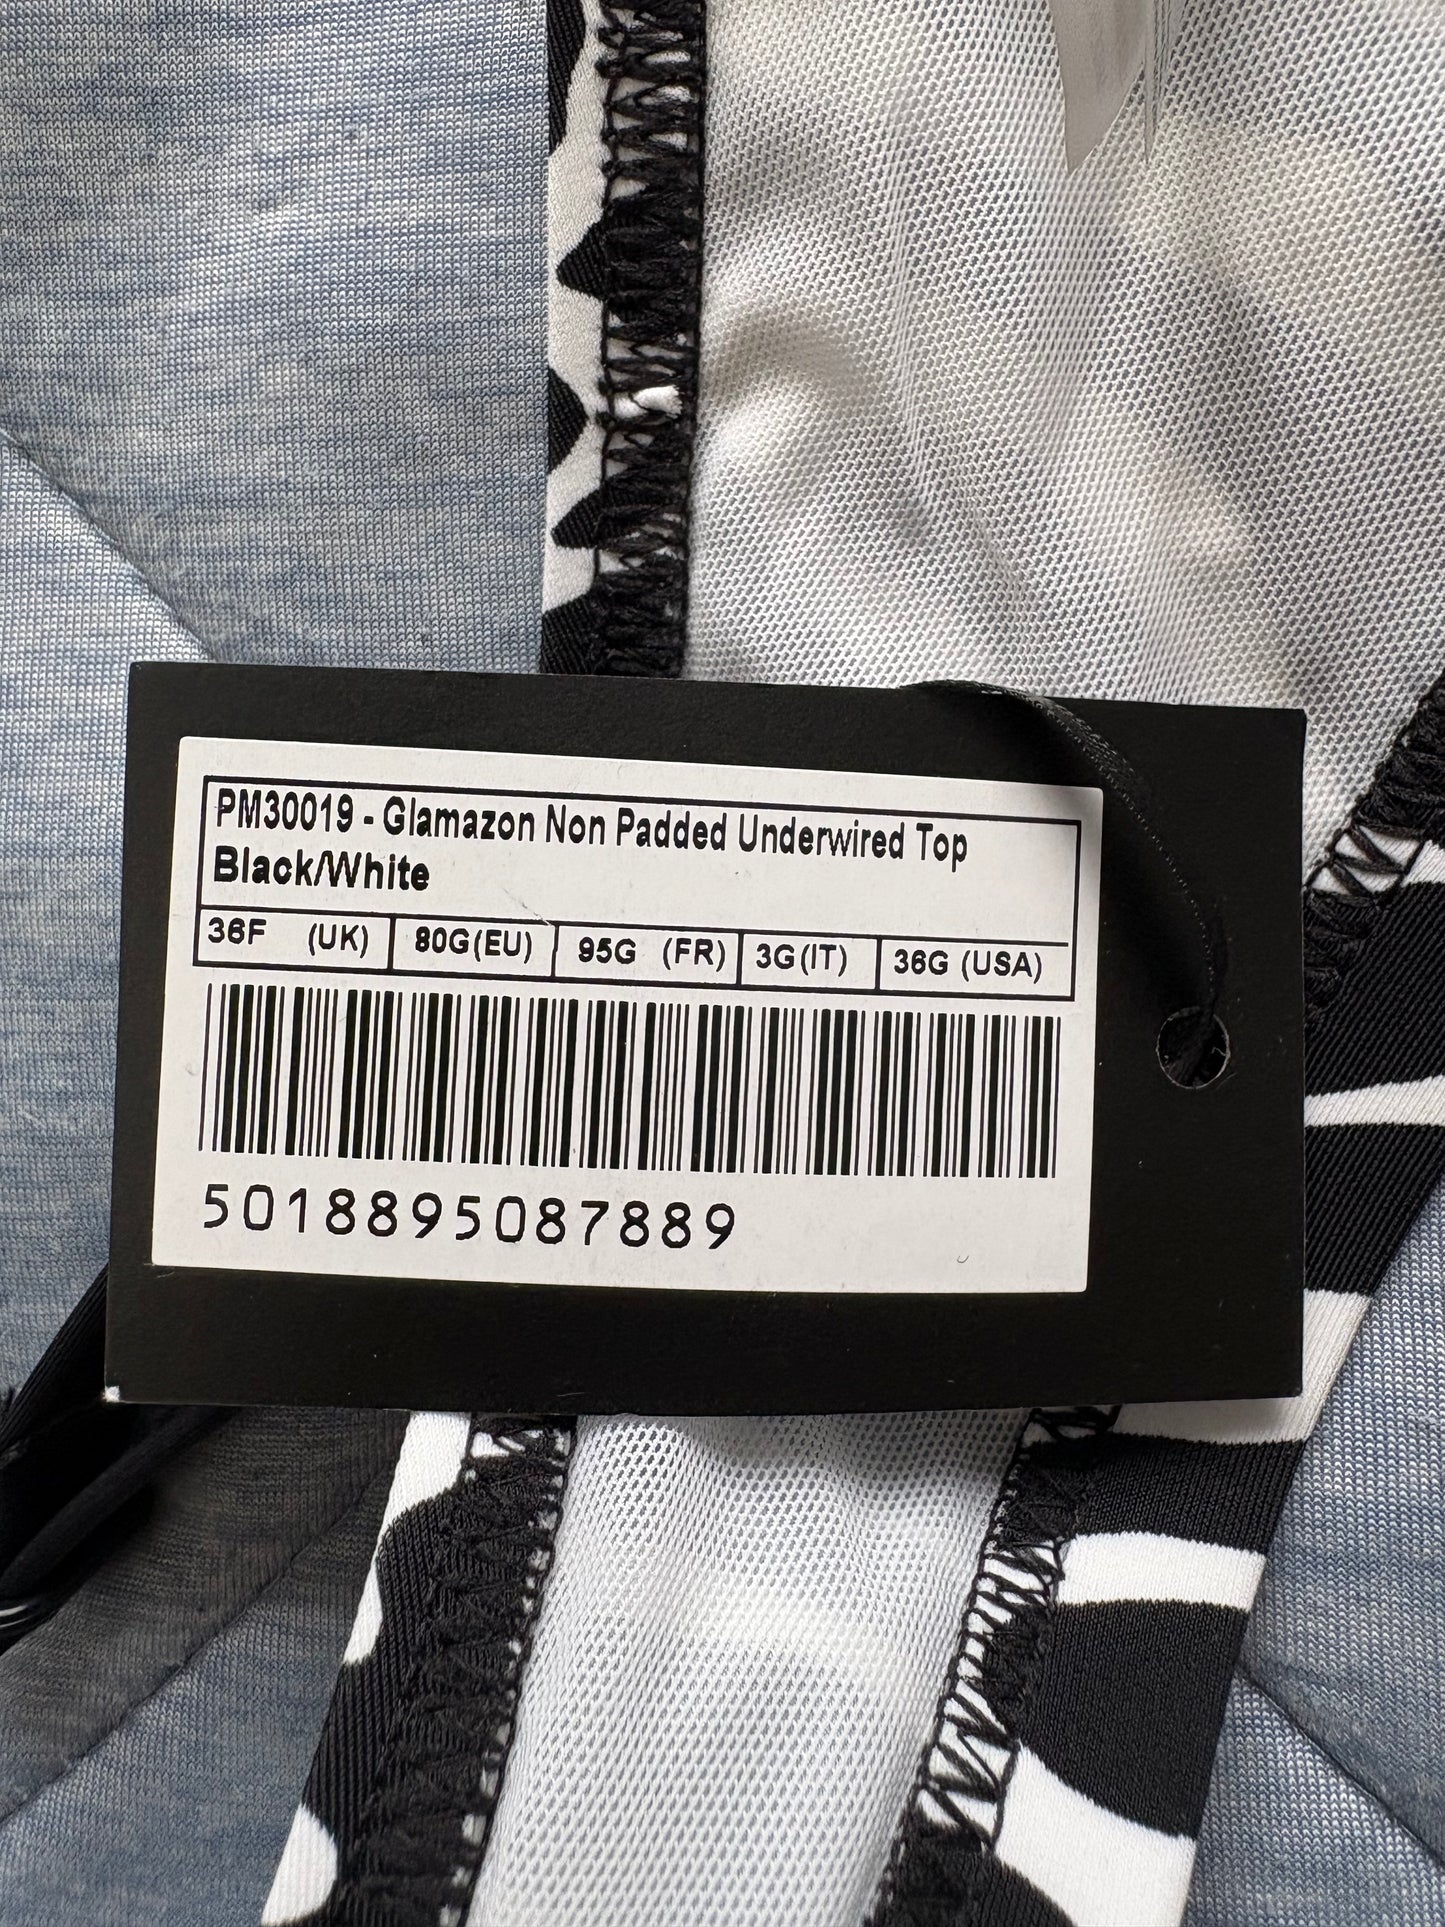 PM30019 - Glamazon Non Padded Underwired Top
Black/White
36F (UK) 80G(EU) 95G (FR) 3G(IT) 36G (USA)
5018895087889